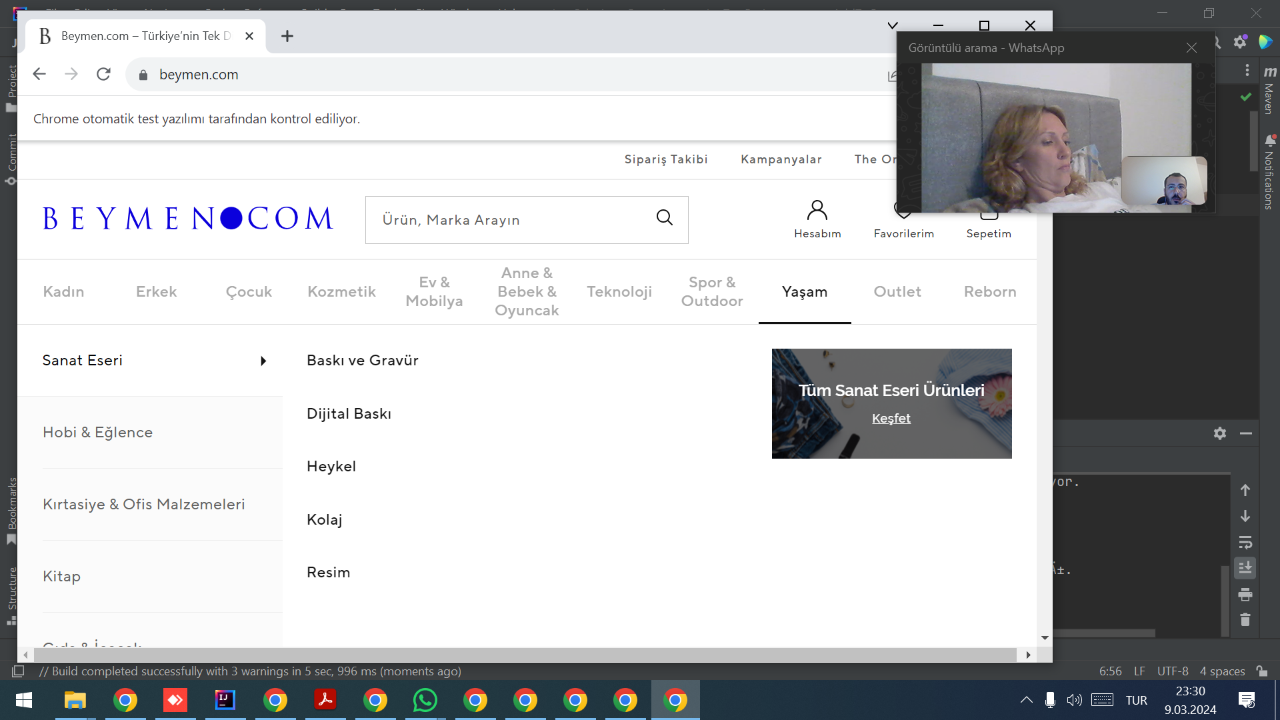 Beymen.com – Türkiye'nin Tek D
beymen.com
Görüntülü arama - WhatsApp
Chrome otomatik test yazılımı tarafından kontrol ediliyor.
Sipariş Takibi
Kampanyalar
BEYMEN COM
Ürün, Marka Arayın
Hesabım
Favorilerim
Sepetim
Kadın
Erkek
Çocuk
Kozmetik
Ev &
Mobilya
Anne &
Bebek &
Oyuncak
Teknoloji
Spor &
Outdoor
Yaşam
Outlet
Reborn
Sanat Eseri
Hobi & Eğlence
Kırtasiye & Ofis Malzemeleri
Kitap
Baskı ve Gravür
Dijital Baskı
Heykel
Kolaj
Resim
Tüm Sanat Eseri Ürünleri
Keşfet
Project
Commit
Bookmarks
Structure
Maven
Notifications
// Build completed successfully with 3 warnings in 5 sec, 996 ms (moments ago)
6:56 LF UTF-8 4 spaces
TUR
23:30
9.03.2024